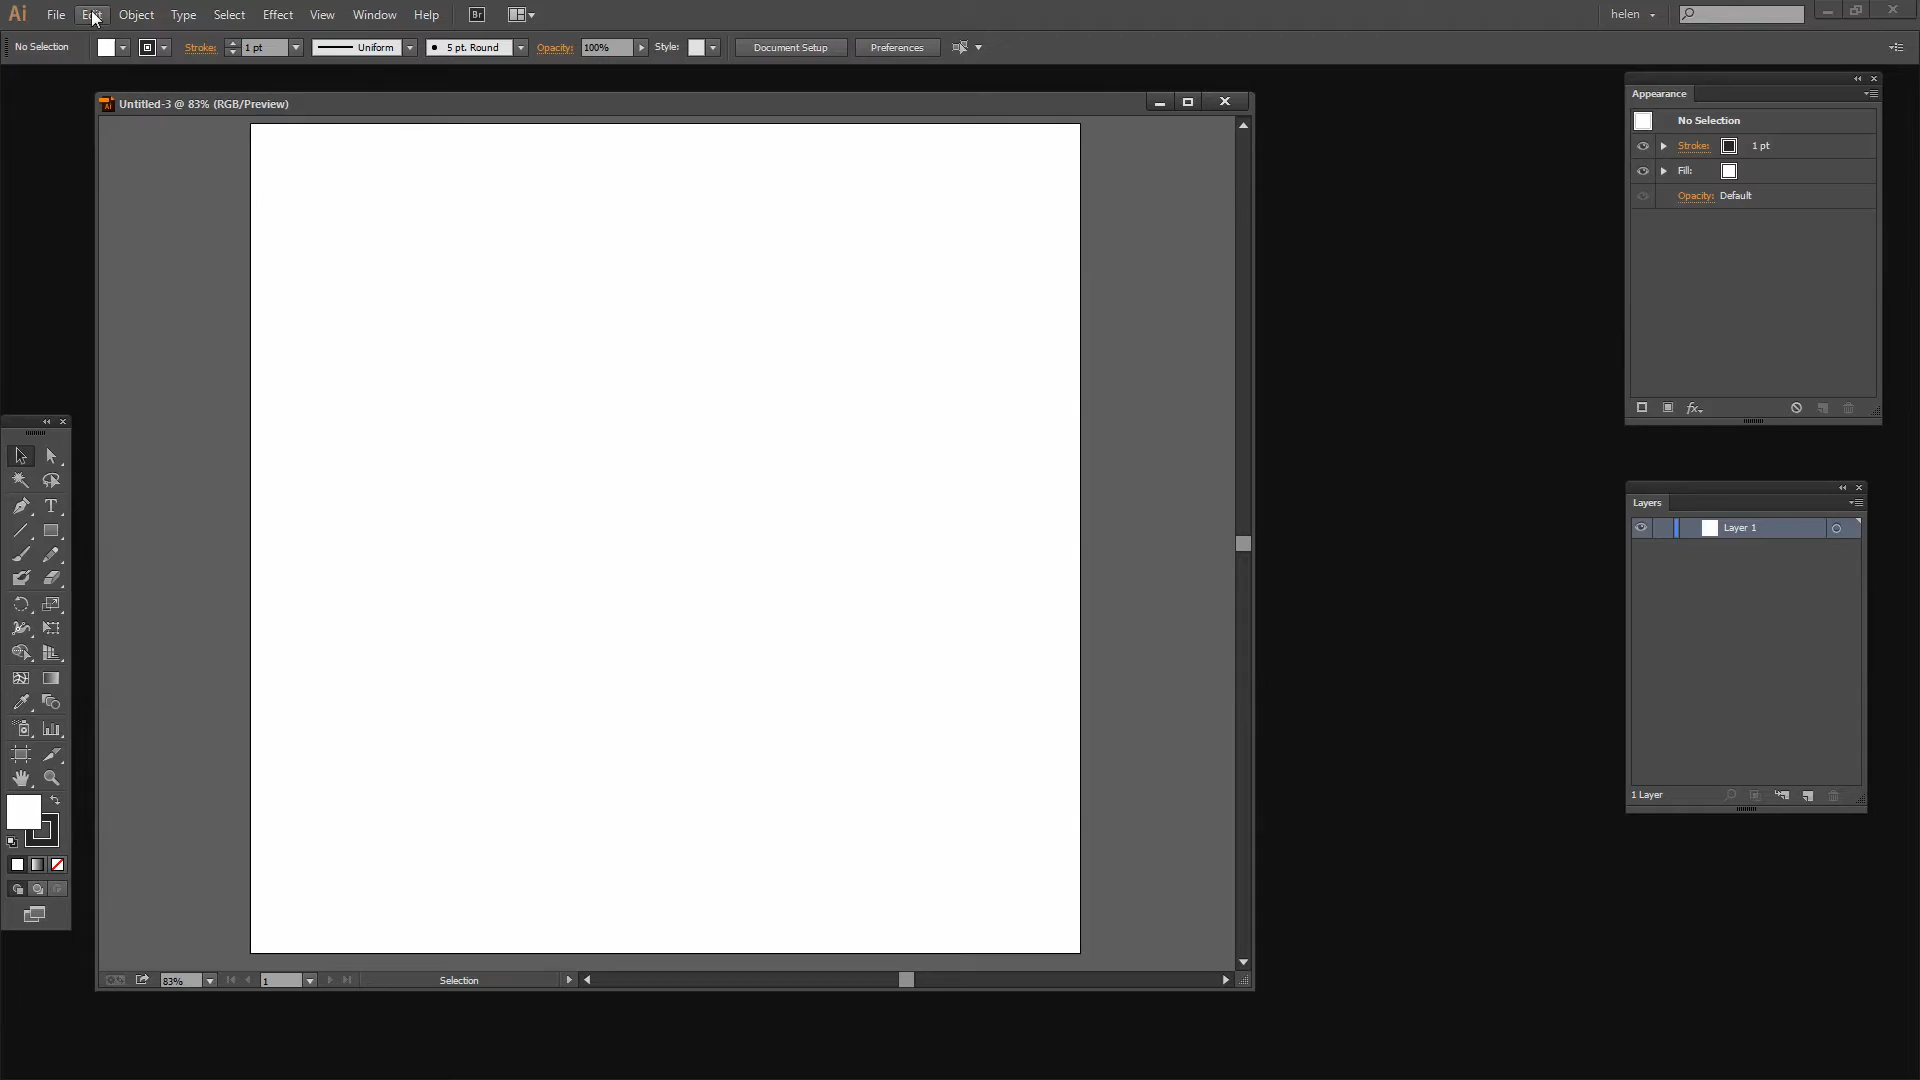 Ai File Edit Object Type Select Effect View Window Help Br helen
No Selection Stroke: 1 pt Uniform 5 pt. Round Opacity: 100% Style: Document Setup Preferences
Untitled-3 @ 83% (RGB/Preview)
Appearance
No Selection
Stroke: 1 pt
Fill:
Opacity: Default
fx
Layers
Layer 1
1 Layer
T
83% 1 Selection